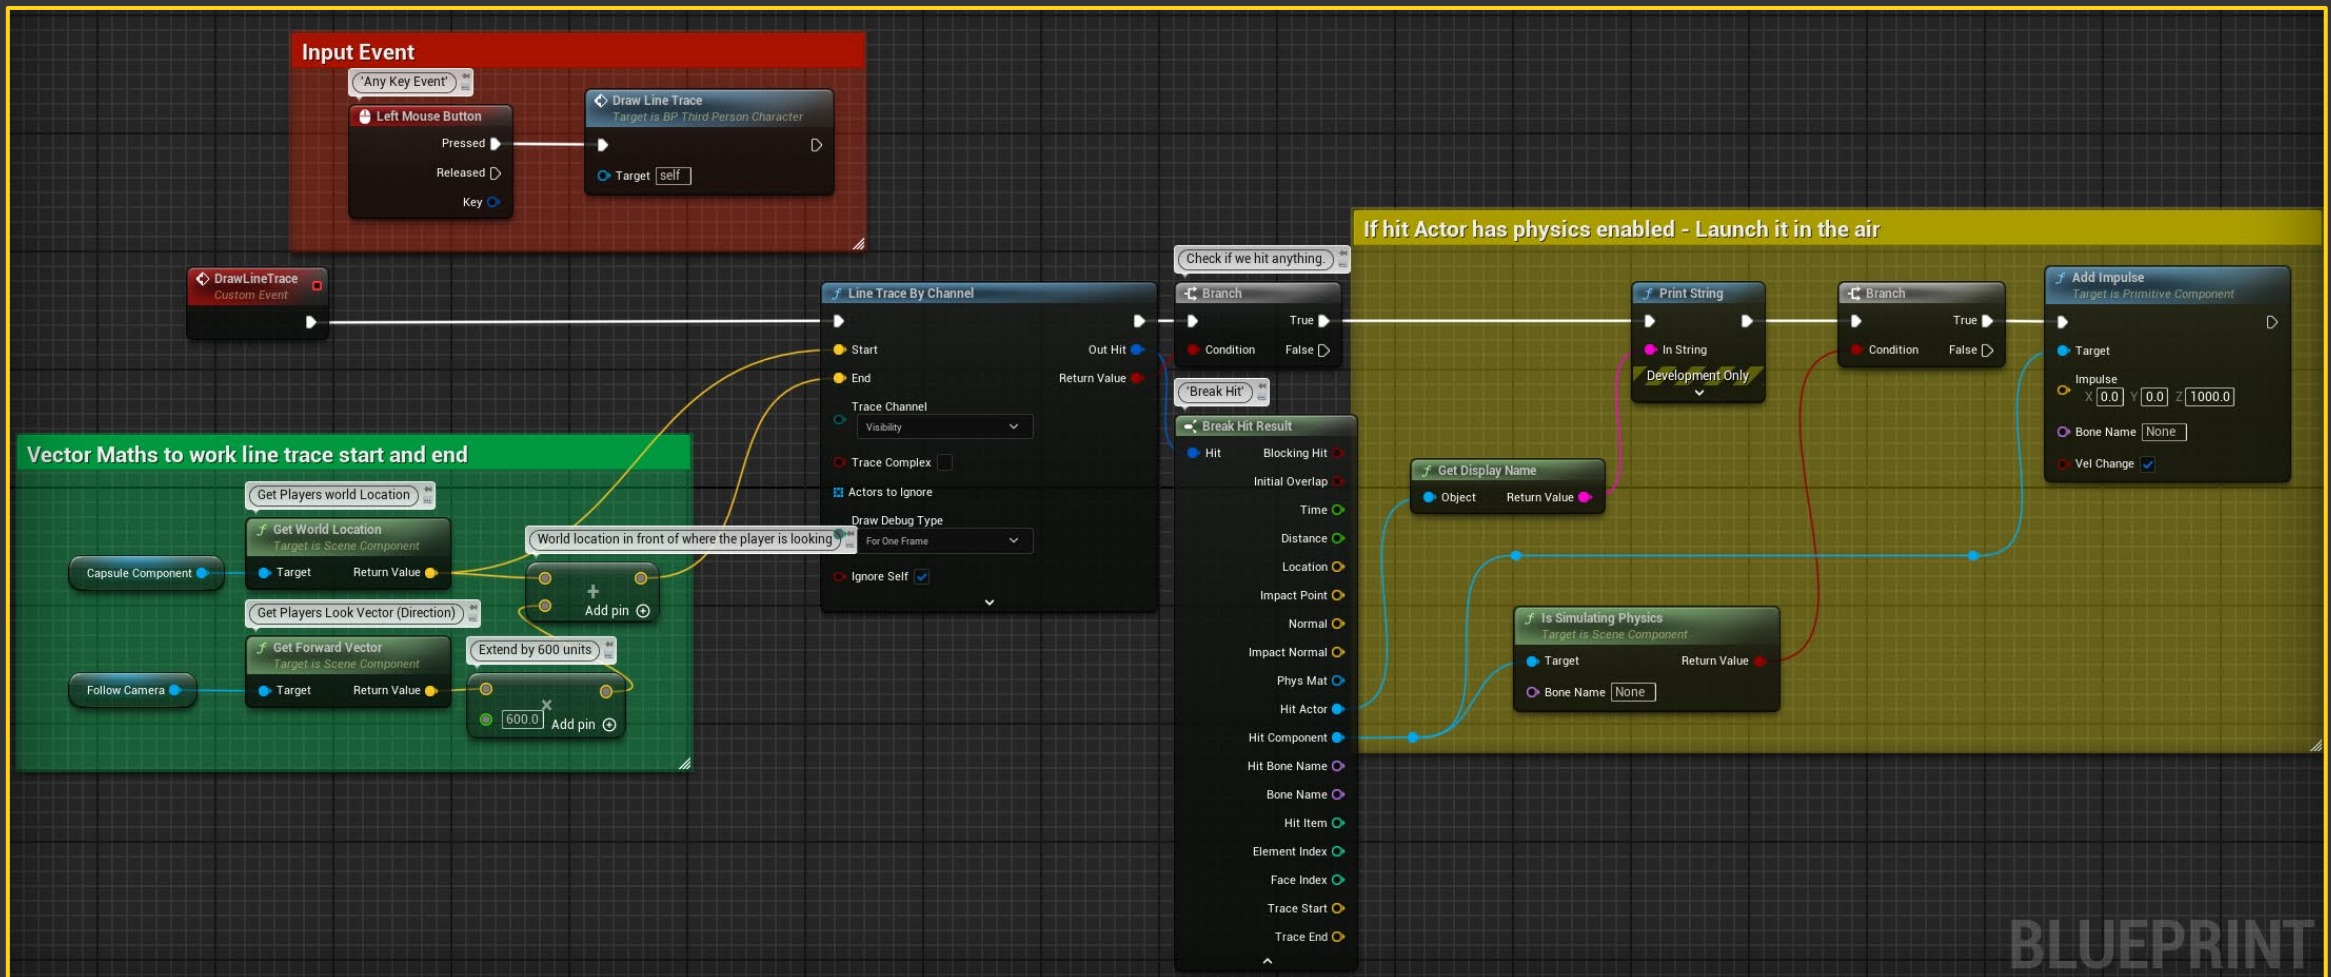 Input Event
'Any Key Event'
Left Mouse Button
Pressed
Released
Key
Draw Line Trace
Target is BP Third Person Character
Target self
DrawLineTrace
Custom Event
Vector Maths to work line trace start and end
Get Players world Location
Get World Location
Target is Scene Component
Capsule Component
Target Return Value
Get Players Look Vector (Direction)
Get Forward Vector
Target is Scene Component
Follow Camera
Target Return Value
World location in front of where the player is looking
+
Add pin
Extend by 600 units
×
600.0 Add pin
Line Trace By Channel
Start Out Hit
End Return Value
Trace Channel
Visibility
Trace Complex
Actors to Ignore
Draw Debug Type
For One Frame
Ignore Self
Check if we hit anything.
Branch
True
Condition False
'Break Hit'
Break Hit Result
Hit Blocking Hit
Initial Overlap
Time
Distance
Location
Impact Point
Normal
Impact Normal
Phys Mat
Hit Actor
Hit Component
Hit Bone Name
Bone Name
Hit Item
Element Index
Face Index
Trace Start
Trace End
If hit Actor has physics enabled - Launch it in the air
Get Display Name
Object Return Value
Print String
In String
Development Only
Is Simulating Physics
Target is Scene Component
Target Return Value
Bone Name None
Branch
True
Condition False
Add Impulse
Target is Primitive Component
Target
Impulse
X 0.0 Y 0.0 Z 1000.0
Bone Name None
Vel Change
BLUEPRINT